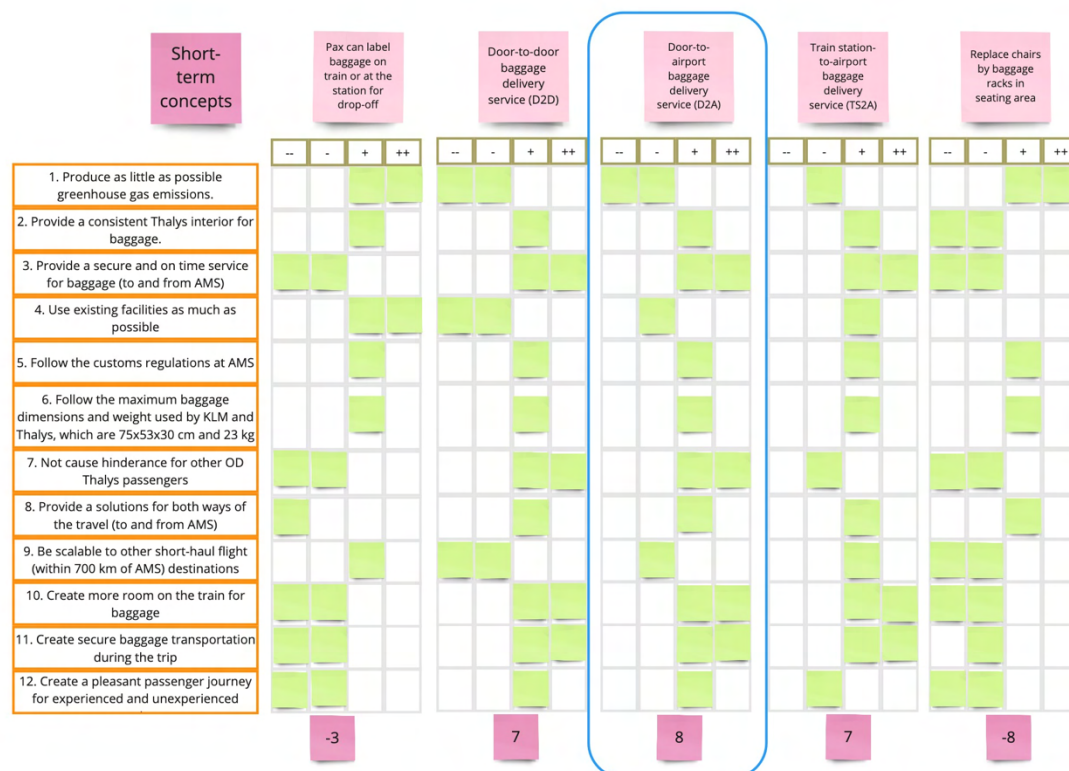 Short-
term
concepts
Pax can label
baggage on
train or at the
station for
drop-off
Door-to-door
baggage
delivery
service (D2D)
Door-to-
airport
baggage
delivery
service (D2A)
Train station-
to-airport
baggage
delivery
service (TS2A)
Replace chairs
by baggage
racks in
seating area
-- - + ++ -- - + ++ -- - + ++ -- - + ++ -- - + ++
1. Produce as little as possible
greenhouse gas emissions.
2. Provide a consistent Thalys interior for
baggage.
3. Provide a secure and on time service
for baggage (to and from AMS)
4. Use existing facilities as much as
possible
5. Follow the customs regulations at AMS
6. Follow the maximum baggage
dimensions and weight used by KLM and
Thalys, which are 75x53x30 cm and 23 kg
7. Not cause hinderance for other OD
Thalys passengers
8. Provide a solutions for both ways of
the travel (to and from AMS)
9. Be scalable to other short-haul flight
(within 700 km of AMS) destinations
10. Create more room on the train for
baggage
11. Create secure baggage transportation
during the trip
12. Create a pleasant passenger journey
for experienced and unexperienced
-3 7 8 7 -8